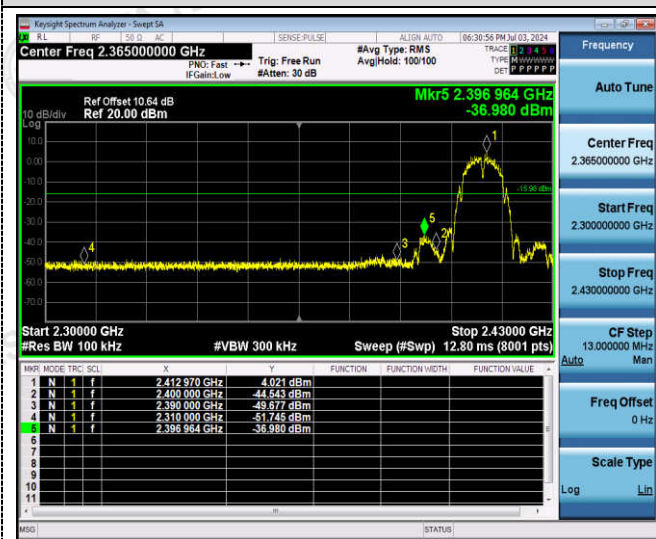 Keysight Spectrum Analyzer - Swept SA
RL RF 50 Ω AC SENSE:PULSE ALIGN AUTO 06:30:56 PM Jul 03, 2024
Center Freq 2.365000000 GHz
PNO: Fast
IFGain:Low
Trig: Free Run
#Atten: 30 dB
#Avg Type: RMS
Avg|Hold: 100/100
TRACE 1 2 3 4 5 6
TYPE M WWWWW
DET P P P P P P
Frequency
Ref Offset 10.64 dB
Ref 20.00 dBm
10 dB/div
Log
Mkr5 2.396 964 GHz
-36.980 dBm
10.0
0.00
-10.0
-20.0
-30.0
-40.0
-50.0
-60.0
-70.0
1
-15.98 dBm
5
2
3
4
Start 2.30000 GHz
Stop 2.43000 GHz
#Res BW 100 kHz
#VBW 300 kHz
Sweep (#Swp) 12.80 ms (8001 pts)
MKR MODE TRC SCL X Y FUNCTION FUNCTION WIDTH FUNCTION VALUE
1 N 1 f 2.412 970 GHz 4.021 dBm
2 N 1 f 2.400 000 GHz -44.543 dBm
3 N 1 f 2.390 000 GHz -49.677 dBm
4 N 1 f 2.310 000 GHz -51.745 dBm
5 N 1 f 2.396 964 GHz -36.980 dBm
6
7
8
9
10
11
MSG
STATUS
Auto Tune
Center Freq
2.365000000 GHz
Start Freq
2.300000000 GHz
Stop Freq
2.430000000 GHz
CF Step
13.000000 MHz
Auto Man
Freq Offset
0 Hz
Scale Type
Log Lin